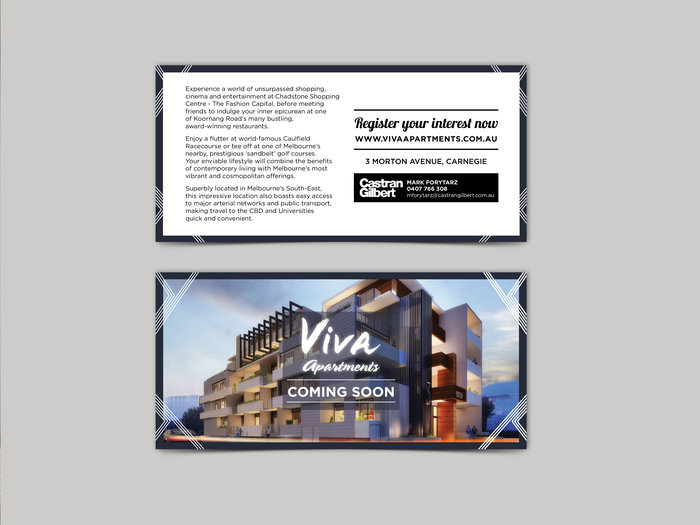 Experience a world of unsurpassed shopping,
cinema and entertainment at Chadstone Shopping
Centre - The Fashion Capital, before meeting
friends to indulge your inner epicurean at one
of Koornang Road's many bustling,
award-winning restaurants.
Enjoy a flutter at world-famous Caulfield
Racecourse or tee off at one of Melbourne's
nearby, prestigious 'sandbelt' golf courses.
Your enviable lifestyle will combine the benefits
of contemporary living with Melbourne's most
vibrant and cosmopolitan offerings.
Superbly located in Melbourne's South-East,
this impressive location also boasts easy access
to major arterial networks and public transport,
making travel to the CBD and Universities
quick and convenient.
Register your interest now
WWW.VIVAAPARTMENTS.COM.AU
3 MORTON AVENUE, CARNEGIE
Castran
Gilbert
MARK FORYTARZ
0407 766 308
mforytarz@castrangilbert.com.au
Viva
Apartments
COMING SOON